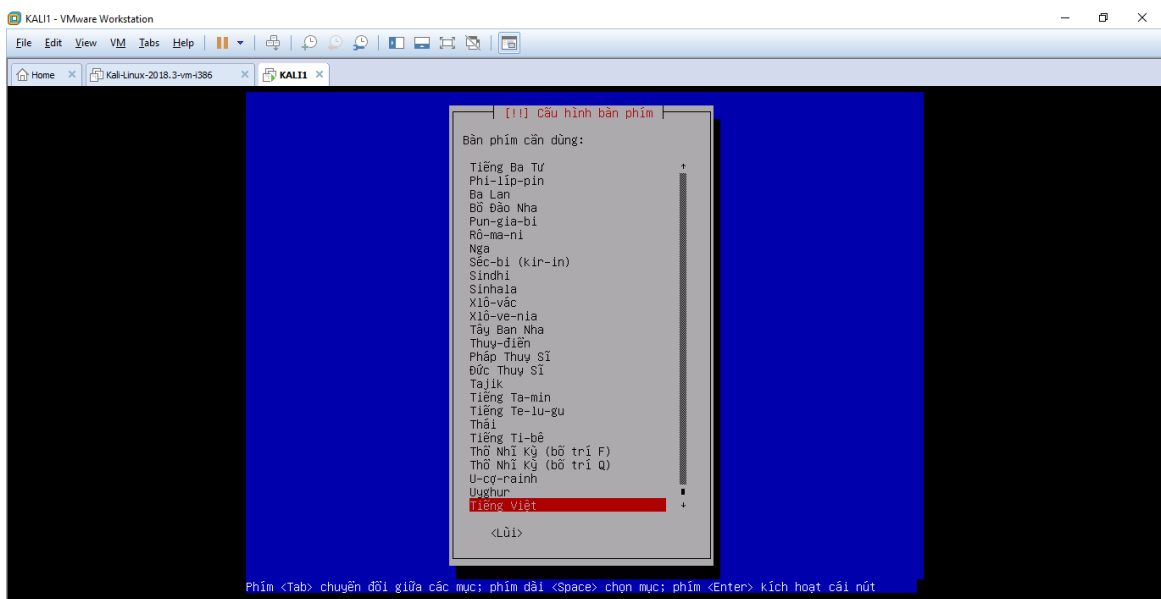 KALI1 - VMware Workstation
File Edit View VM Tabs Help
Home Kali-Linux-2018.3-vm-i386 KALI1
[!!] Cấu hình bàn phím
Bàn phím cần dùng:
Tiếng Ba Tư
Phi-líp-pin
Ba Lan
Bồ Đào Nha
Pun-gia-bi
Rô-ma-ni
Nga
Séc-bi (kir-in)
Sindhi
Sinhala
Xlô-vác
Xlô-ve-nia
Tây Ban Nha
Thuỵ-điển
Pháp Thuỵ Sĩ
Đức Thuỵ Sĩ
Tajik
Tiếng Ta-min
Tiếng Te-lu-gu
Thái
Tiếng Ti-bê
Thổ Nhĩ Kỳ (bố trí F)
Thổ Nhĩ Kỳ (bố trí Q)
U-cợ-rainh
Uyghur
Tiếng Việt
<Lùi>
Phím <Tab> chuyển đổi giữa các mục; phím dài <Space> chọn mục; phím <Enter> kích hoạt cái nút